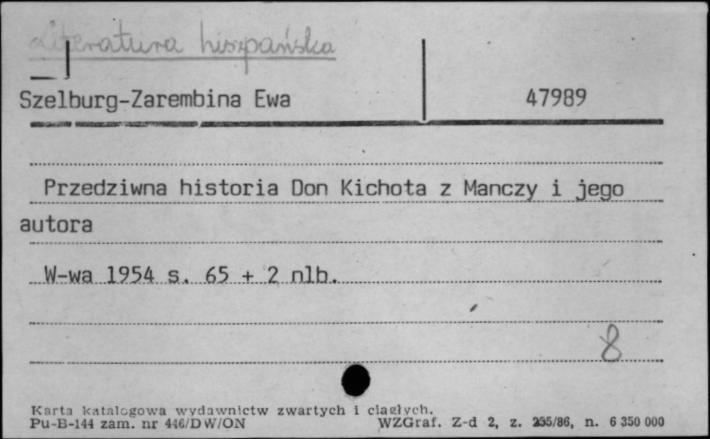 Literatura hiszpańska
Szelburg-Zarembina Ewa 47989
Przedziwna historia Don Kichota z Manczy i jego
autora
W-wa 1954 s. 65 + 2 nlb.
8
Karta katalogowa wydawnictw zwartych i ciągłych.
Pu-B-144 zam. nr 446/DW/ON WZGraf. Z-d 2, z. 255/86, n. 6 350 000